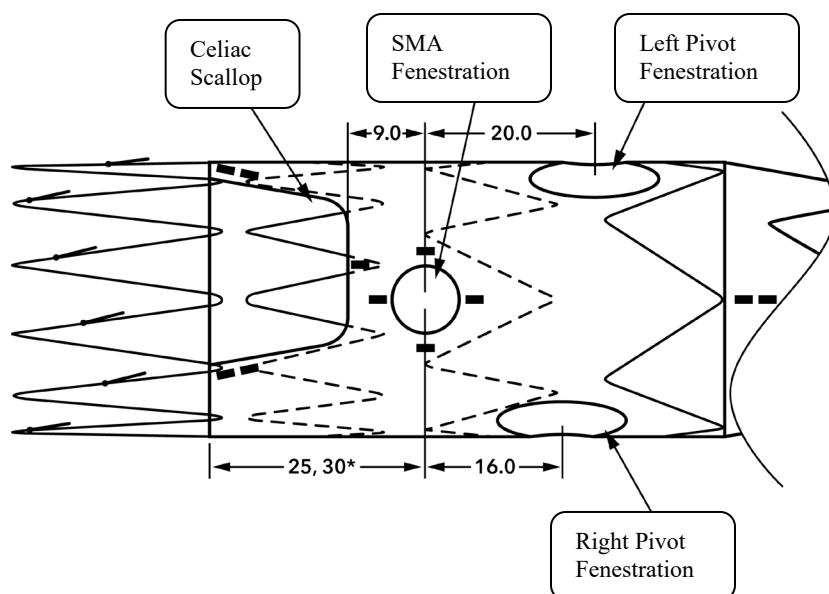 Celiac
Scallop
SMA
Fenestration
Left Pivot
Fenestration
9.0
20.0
25, 30*
16.0
Right Pivot
Fenestration